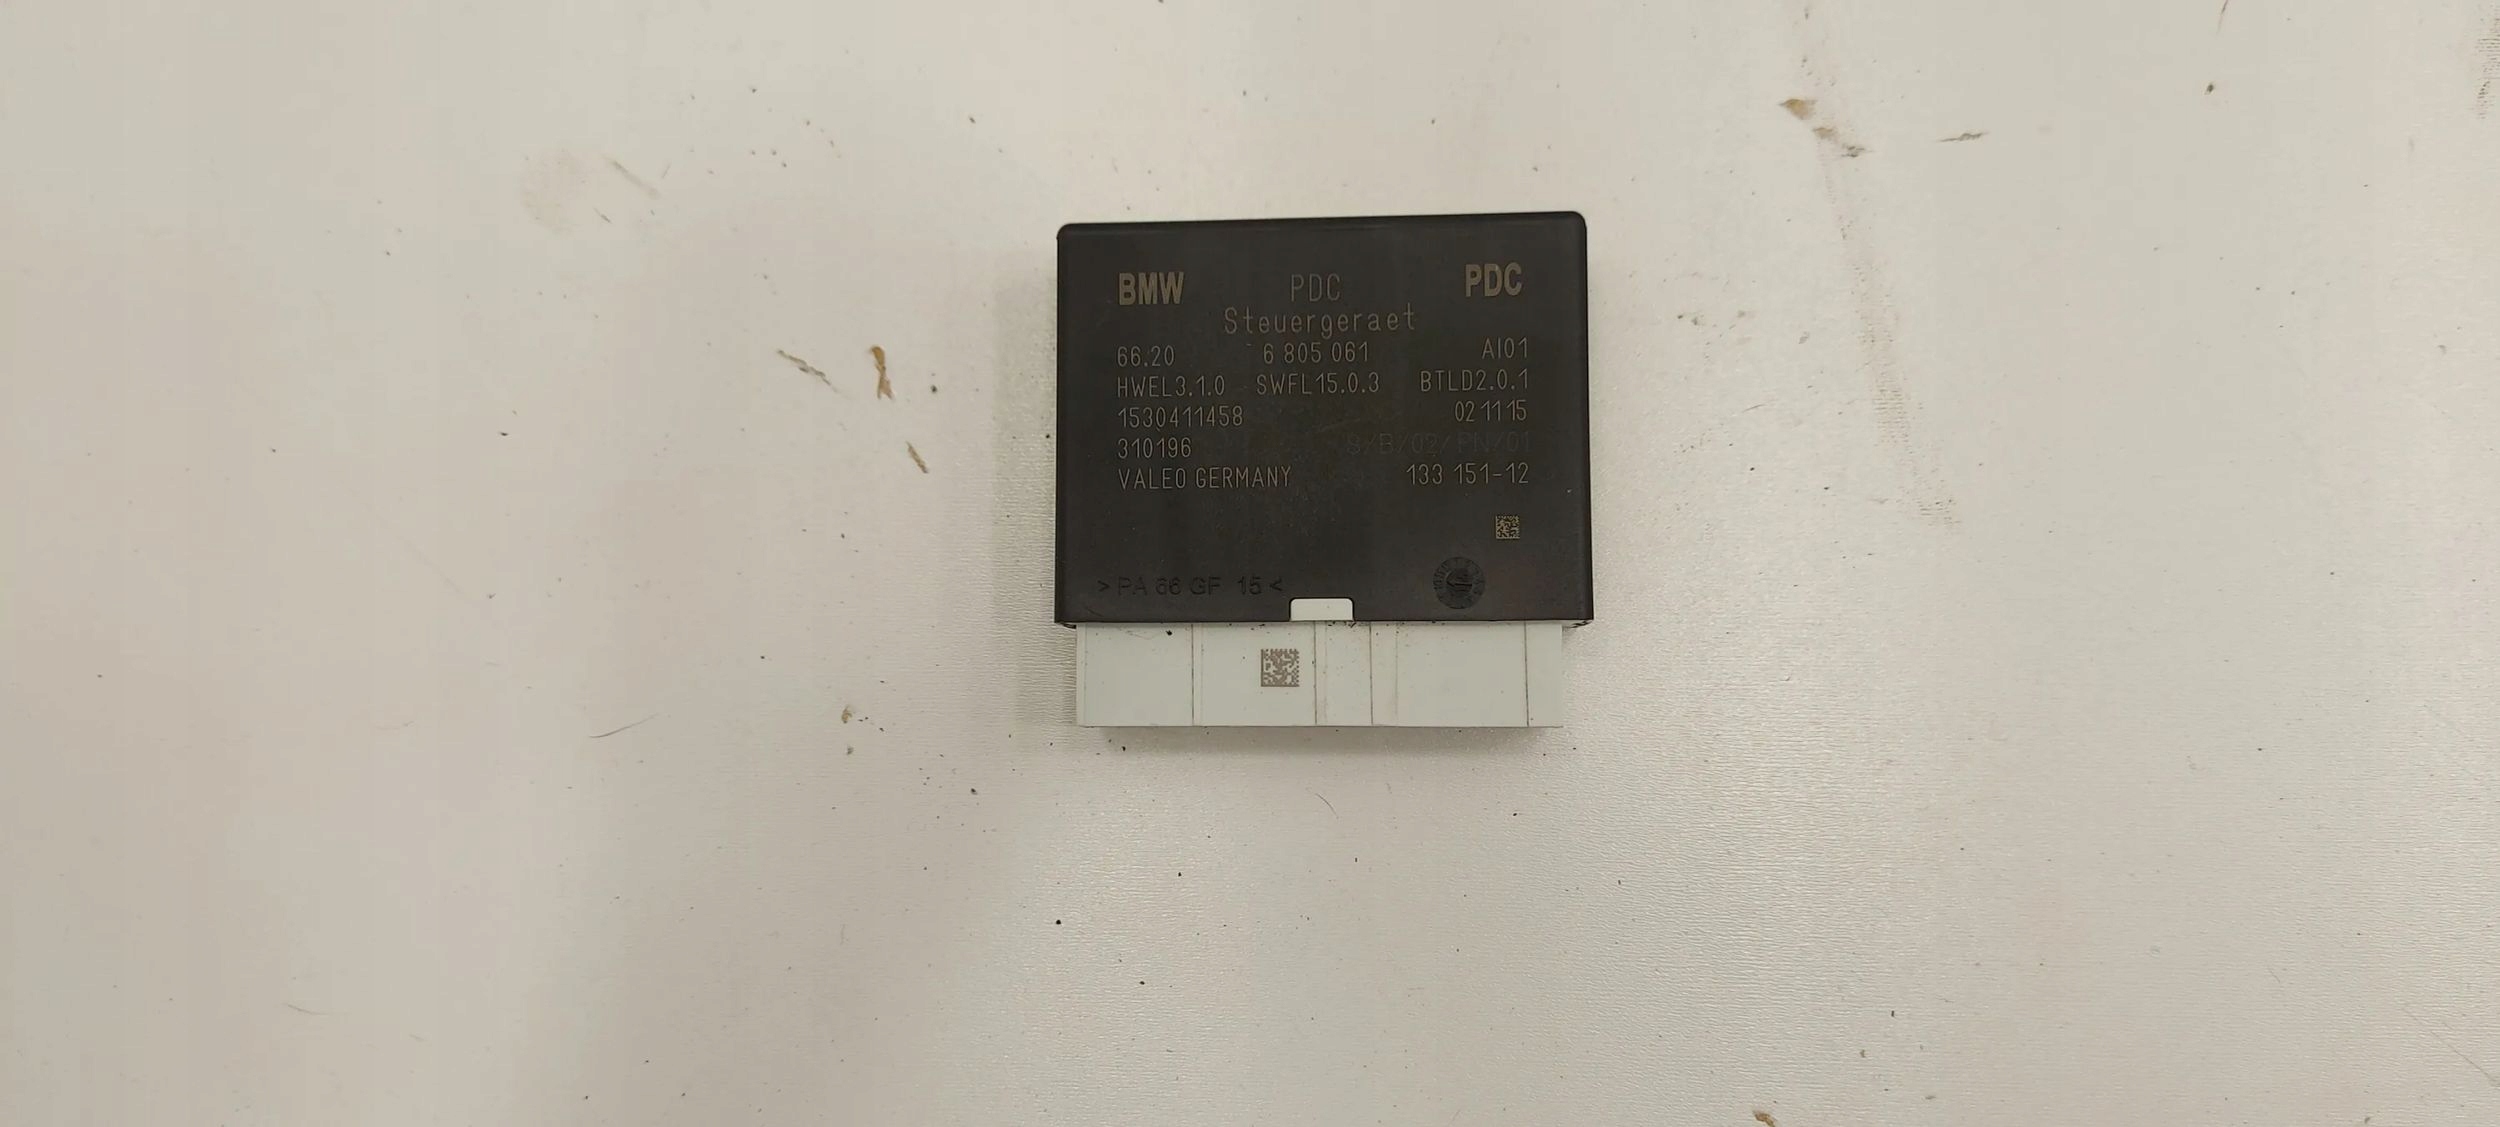 BMW PDC PDC
Steuergeraet
66.20 6 805 061 AI01
HWEL3.1.0 SWFL15.0.3 BTLD2.0.1
1530411458 02 11 15
310196 8/B/02/PN/01
VALEO GERMANY 133 151-12
> PA 66 GF 15 <